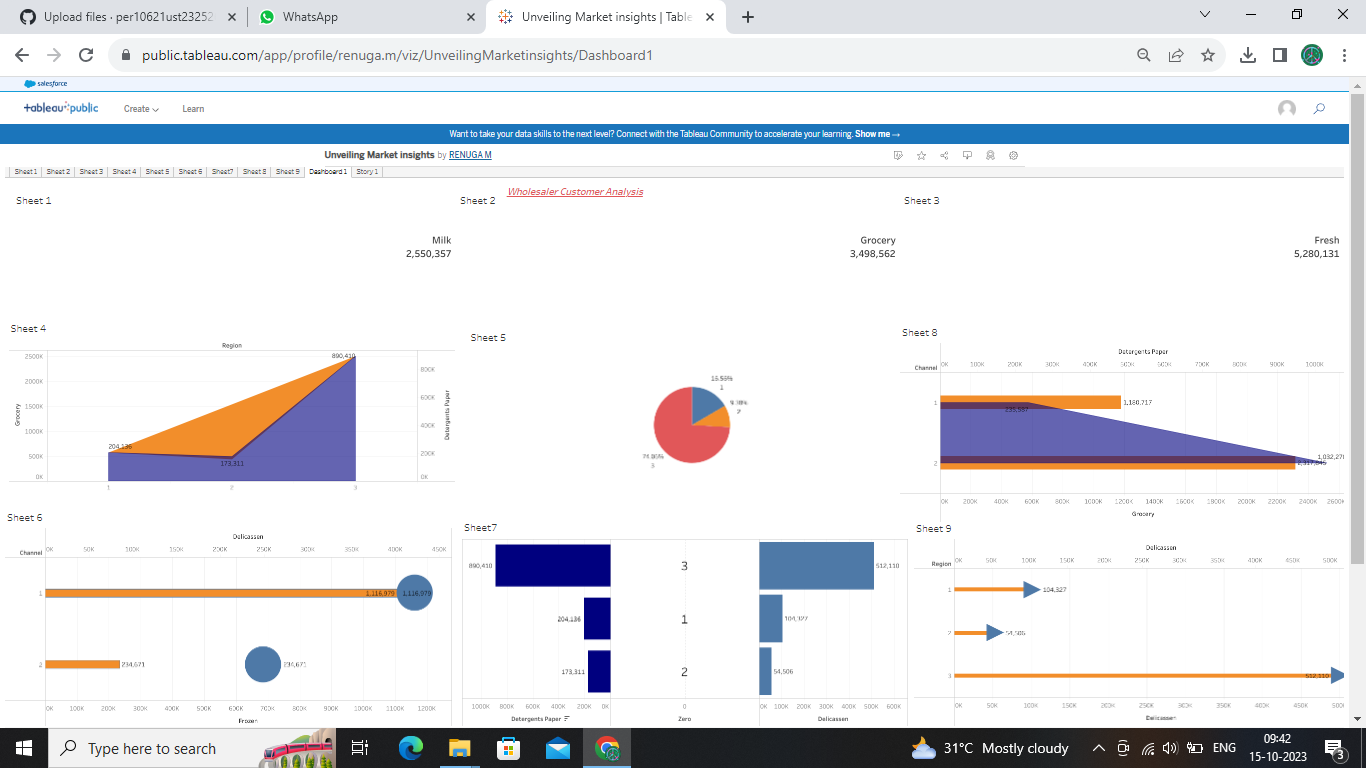 Upload files · per10621ust23252
WhatsApp
Unveiling Market insights | Table
public.tableau.com/app/profile/renuga.m/viz/UnveilingMarketinsights/Dashboard1
salesforce
+ableau public
Create
Learn
Want to take your data skills to the next level? Connect with the Tableau Community to accelerate your learning. Show me →
Unveiling Market insights by RENUGA M
Sheet 1 Sheet 2 Sheet 3 Sheet 4 Sheet 5 Sheet 6 Sheet7 Sheet 8 Sheet 9 Dashboard 1 Story 1
Wholesaler Customer Analysis
Sheet 1
Milk
2,550,357
Sheet 2
Grocery
3,498,562
Sheet 3
Fresh
5,280,131
Sheet 4
Region
2500K
2000K
1500K
1000K
500K
0K
Grocery
800K
600K
400K
200K
0K
Detergents Paper
890,410
204,136
173,311
1 2 3
Sheet 5
1
2
3
Sheet 8
Detergents Paper
Channel
0K 100K 200K 300K 400K 500K 600K 700K 800K 900K 1000K
1
1,180,717
2
2,317,845
0K 200K 400K 600K 800K 1000K 1200K 1400K 1600K 1800K 2000K 2200K 2400K 2600K
Grocery
Sheet 6
Delicassen
Channel
0K 50K 100K 150K 200K 250K 300K 350K 400K 450K
1
1,116,979 1,116,979
2
234,671 234,671
0K 100K 200K 300K 400K 500K 600K 700K 800K 900K 1000K 1100K 1200K
Frozen
Sheet7
890,410 3 512,110
204,136 1 104,327
173,311 2 54,506
1000K 800K 600K 400K 200K 0K
0
0K 100K 200K 300K 400K 500K 600K
Detergents Paper
Zero
Delicassen
Sheet 9
Delicassen
Region
0K 50K 100K 150K 200K 250K 300K 350K 400K 450K 500K
1
104,327
2
54,506
3
512,110
0K 50K 100K 150K 200K 250K 300K 350K 400K 450K
Delicassen
Type here to search
31°C Mostly cloudy
ENG
09:42
15-10-2023
3